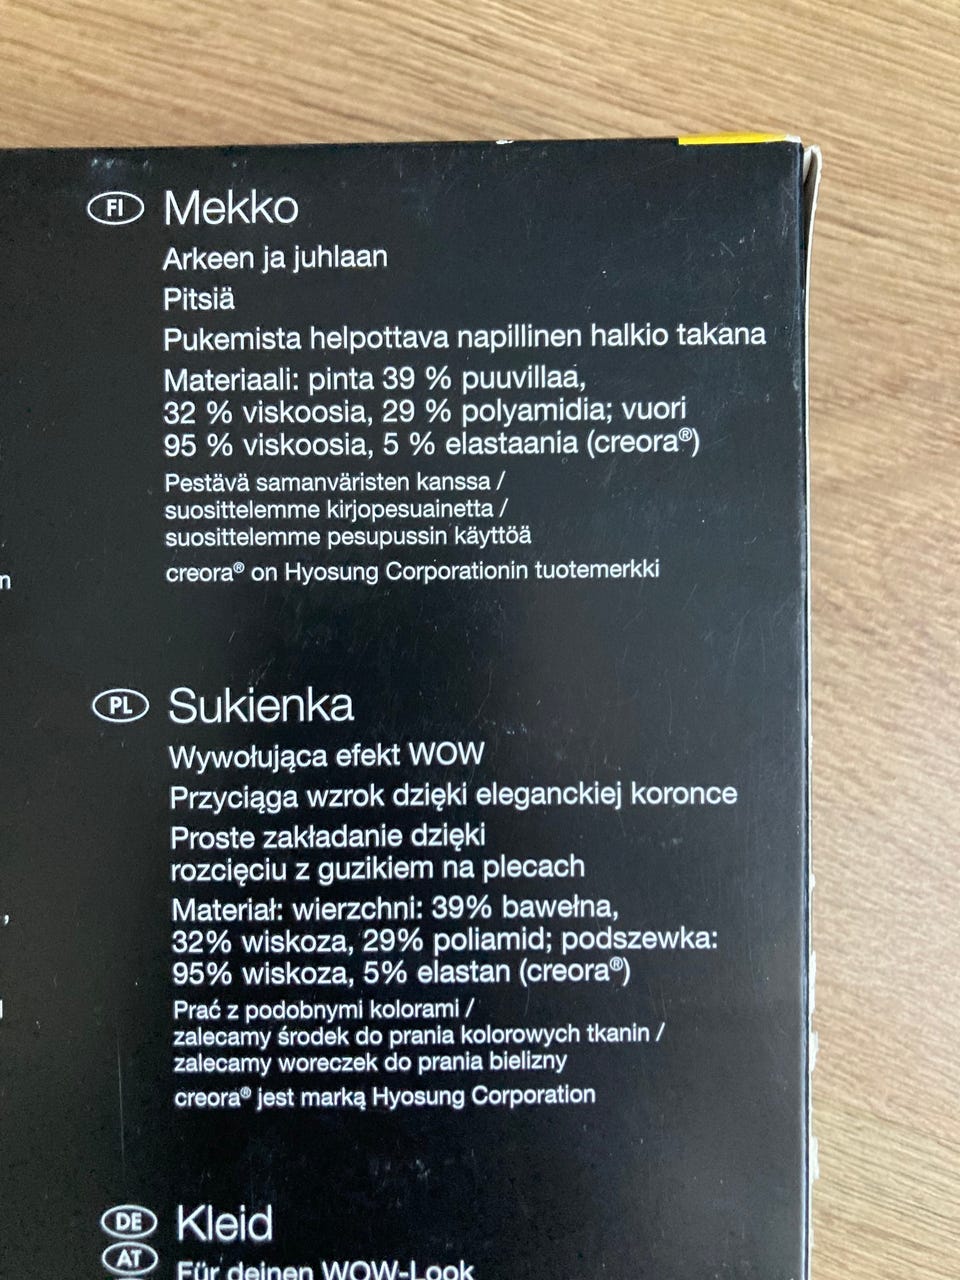 FI Mekko
Arkeen ja juhlaan
Pitsiä
Pukemista helpottava napillinen halkio takana
Materiaali: pinta 39 % puuvillaa,
32 % viskoosia, 29 % polyamidia; vuori
95 % viskoosia, 5 % elastaania (creora®)
Pestävä samanväristen kanssa /
suosittelemme kirjopesuainetta /
suosittelemme pesupussin käyttöä
creora® on Hyosung Corporationin tuotemerkki
PL Sukienka
Wywołująca efekt WOW
Przyciąga wzrok dzięki eleganckiej koronce
Proste zakładanie dzięki
rozcięciu z guzikiem na plecach
Materiał: wierzchni: 39% bawełna,
32% wiskoza, 29% poliamid; podszewka:
95% wiskoza, 5% elastan (creora®)
Prać z podobnymi kolorami /
zalecamy środek do prania kolorowych tkanin /
zalecamy woreczek do prania bielizny
creora® jest marką Hyosung Corporation
DE Kleid
AT
Für deinen WOW-Look